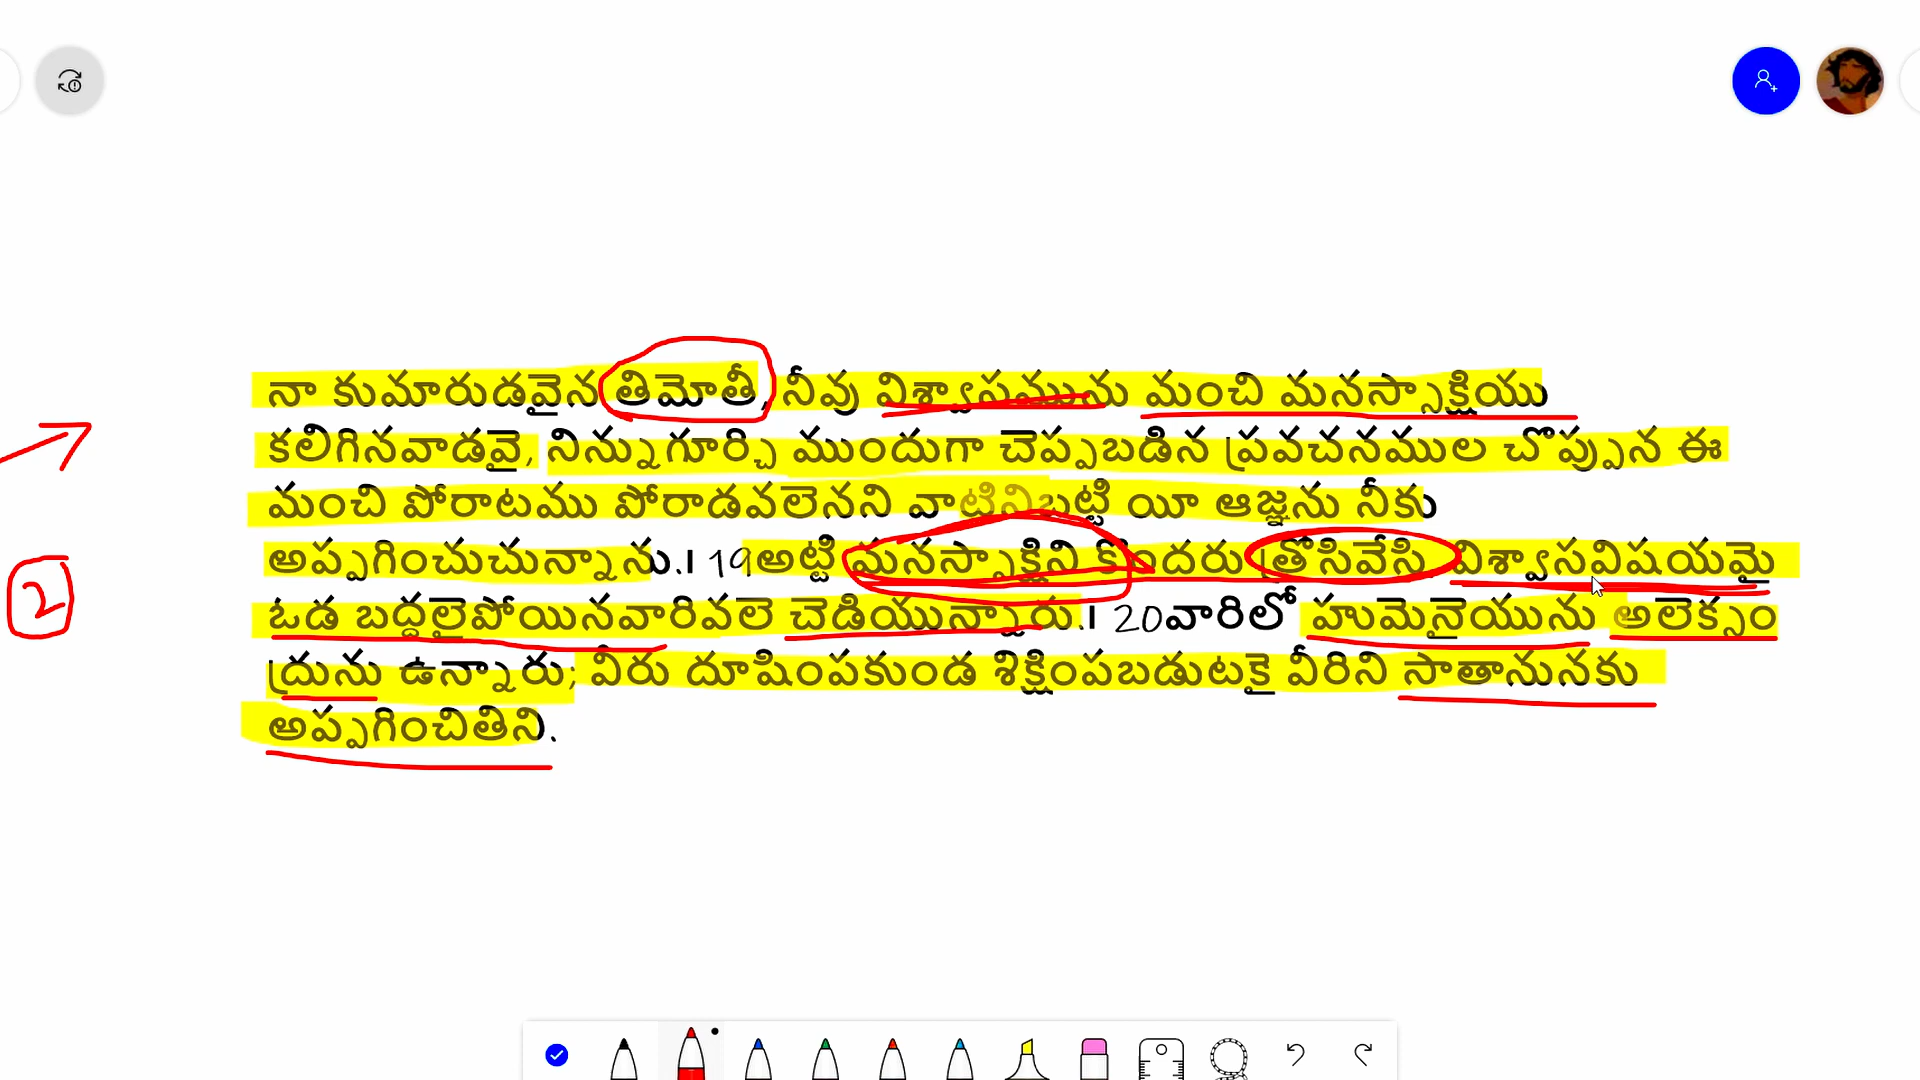 నా కుమారుడవైన తిమోతీ, నీవు విశ్వాసమును మంచి మనస్సాక్షియు
కలిగినవాడవై, నిన్నుగూర్చి ముందుగా చెప్పబడిన ప్రవచనముల చొప్పున ఈ
మంచి పోరాటము పోరాడవలెనని వాటినిబట్టి యీ ఆజ్ఞను నీకు
అప్పగించుచున్నాను.। 19అట్టి మనస్సాక్షిని కొందరు త్రోసివేసి విశ్వాసవిషయమై
2 ఓడ బద్దలైపోయినవారివలె చెడియున్నారు.। 20వారిలో హుమెనైయును అలెక్సం
ద్రును ఉన్నారు; వీరు దూషింపకుండ శిక్షింపబడుటకై వీరిని సాతానునకు
అప్పగించితిని.